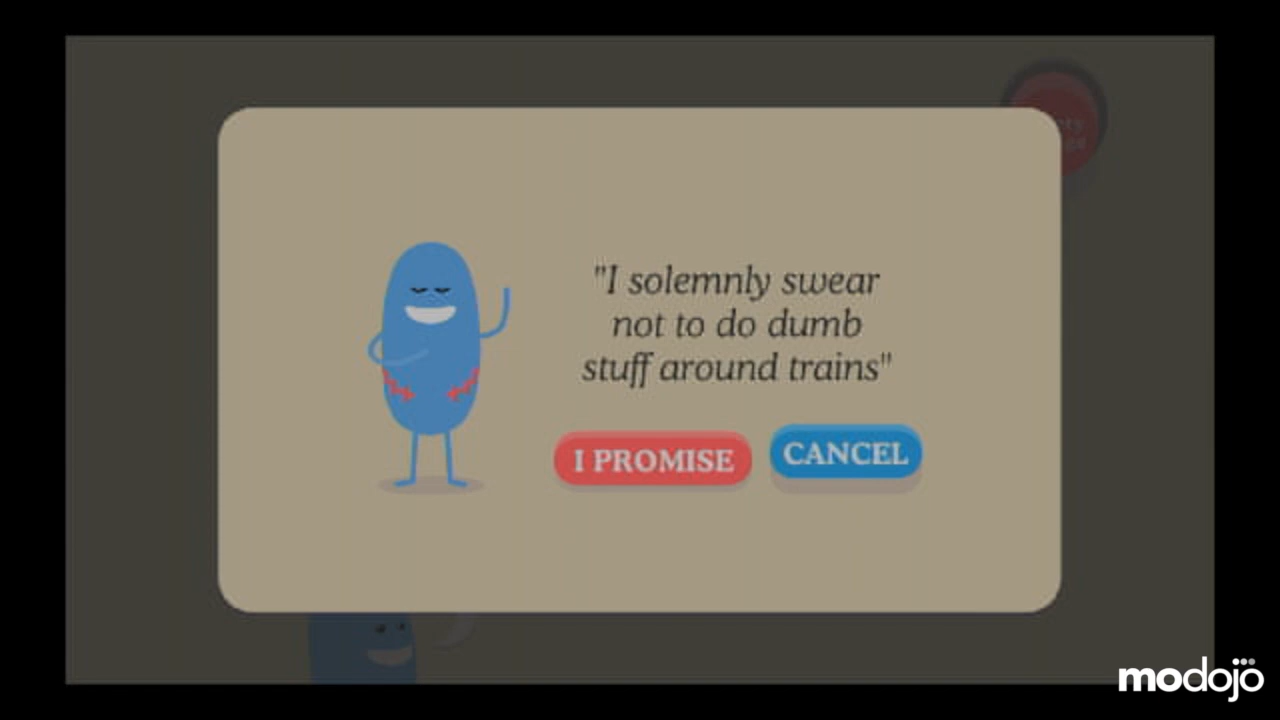 "I solemnly swear
not to do dumb
stuff around trains"
I PROMISE
CANCEL
modojo